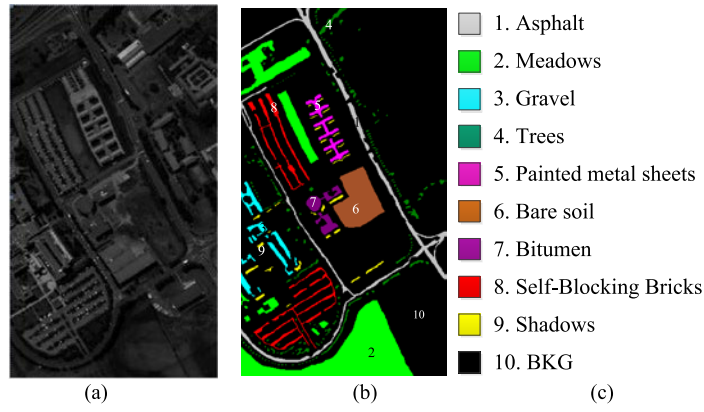 4
8
5
1
7
6
9
10
2
1. Asphalt
2. Meadows
3. Gravel
4. Trees
5. Painted metal sheets
6. Bare soil
7. Bitumen
8. Self-Blocking Bricks
9. Shadows
10. BKG
(a)
(b)
(c)